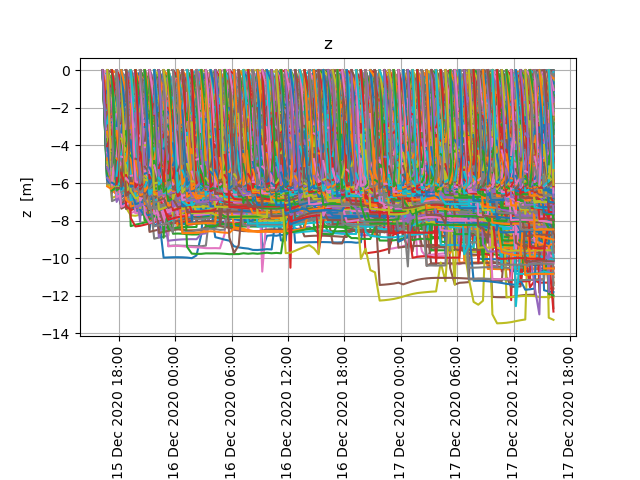 z
0
−2
−4
−6
−8
−10
−12
−14
z [m]
15 Dec 2020 18:00
16 Dec 2020 00:00
16 Dec 2020 06:00
16 Dec 2020 12:00
16 Dec 2020 18:00
17 Dec 2020 00:00
17 Dec 2020 06:00
17 Dec 2020 12:00
17 Dec 2020 18:00